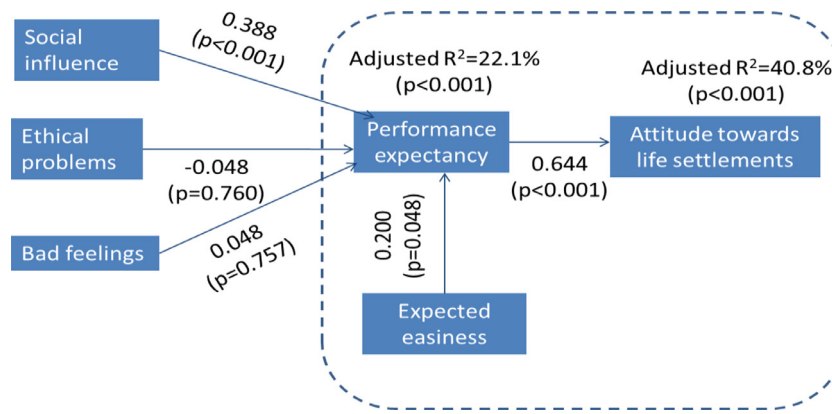 Social
influence
0.388
(p<0.001)
Adjusted R²=22.1%
(p<0.001)
Adjusted R²=40.8%
(p<0.001)
Ethical
problems
-0.048
(p=0.760)
Performance
expectancy
0.644
(p<0.001)
Attitude towards
life settlements
Bad feelings
0.048
(p=0.757)
0.200
(p=0.048)
Expected
easiness